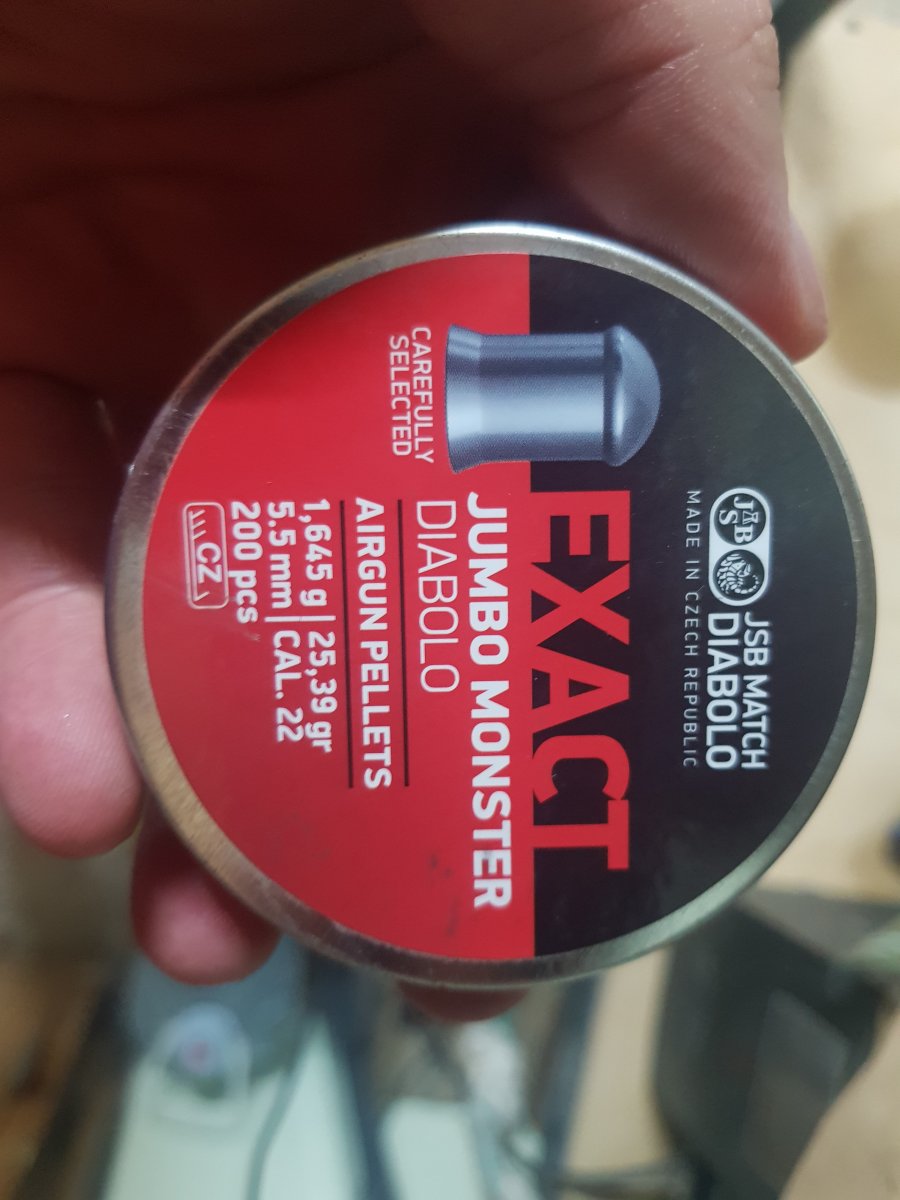 JSB
JSB MATCH
DIABOLO
MADE IN CZECH REPUBLIC
EXACT
JUMBO MONSTER
DIABOLO
CAREFULLY
SELECTED
AIRGUN PELLETS
1,645 g | 25,39 gr
5.5 mm | CAL. 22
200 pcs
CZ